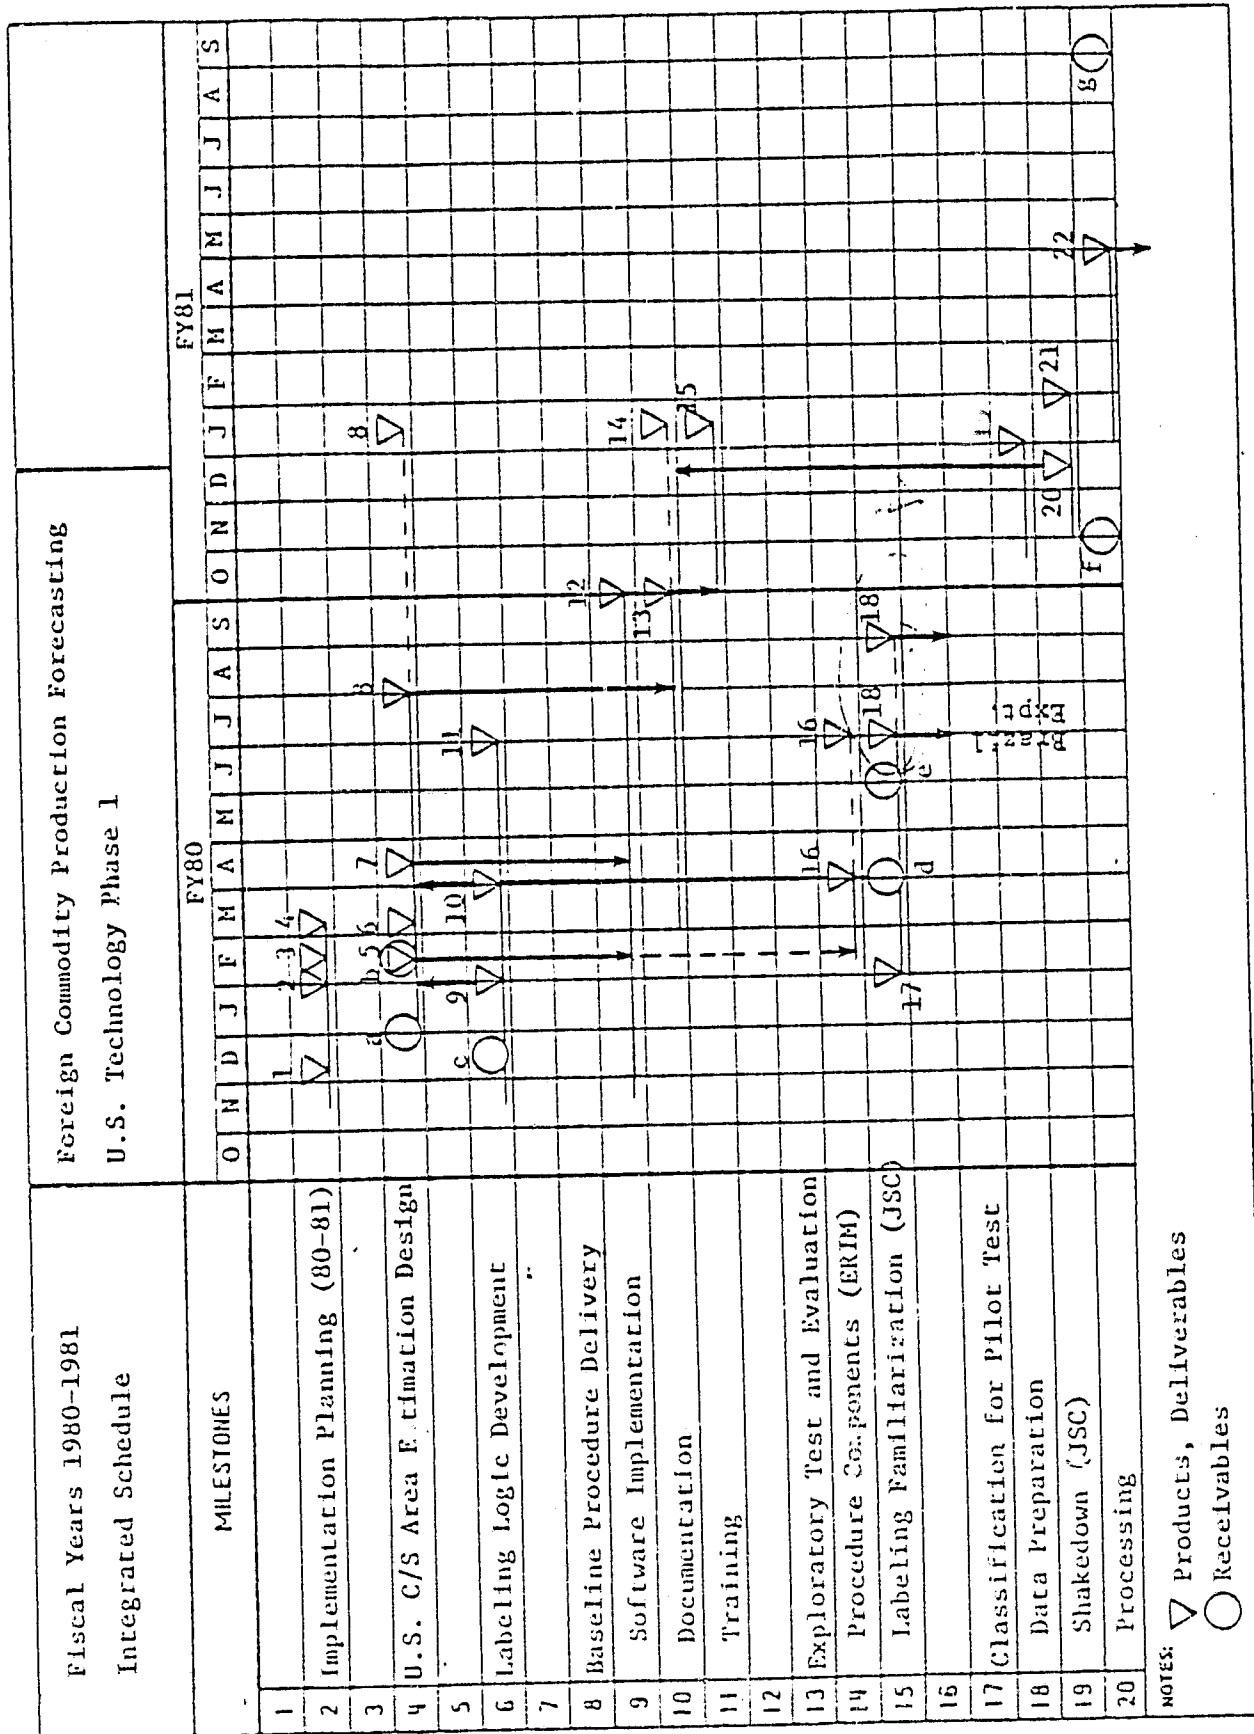 Fiscal Years 1980-1981
Integrated Schedule
Foreign Commodity Production Forecasting
U.S. Technology Phase 1
MILESTONES
FY80
FY81
O N D J F M A M J J A S O N D J F M A M J J A S
1
2 Implementation Planning (80-81)
1 2 3 4
3
4 U.S. C/S Area E timation Design
a b 5 6 7 8 8
5
6 Labeling Logic Development
c 9 10 11
7
8 Baseline Procedure Delivery
12
9 Software Implementation
13 14
10 Documentation
15
11 Training
12
13 Exploratory Test and Evaluation
14 Procedure Components (ERIM)
16 16
15 Labeling Familiarization (JSC)
17 d e 18 18
16
Brazil
Expt.
17 Classification for Pilot Test
18 Data Preparation
19 Shakedown (JSC)
20 21
20 Processing
f 22 g
NOTES: ▽ Products, Deliverables
○ Receivables